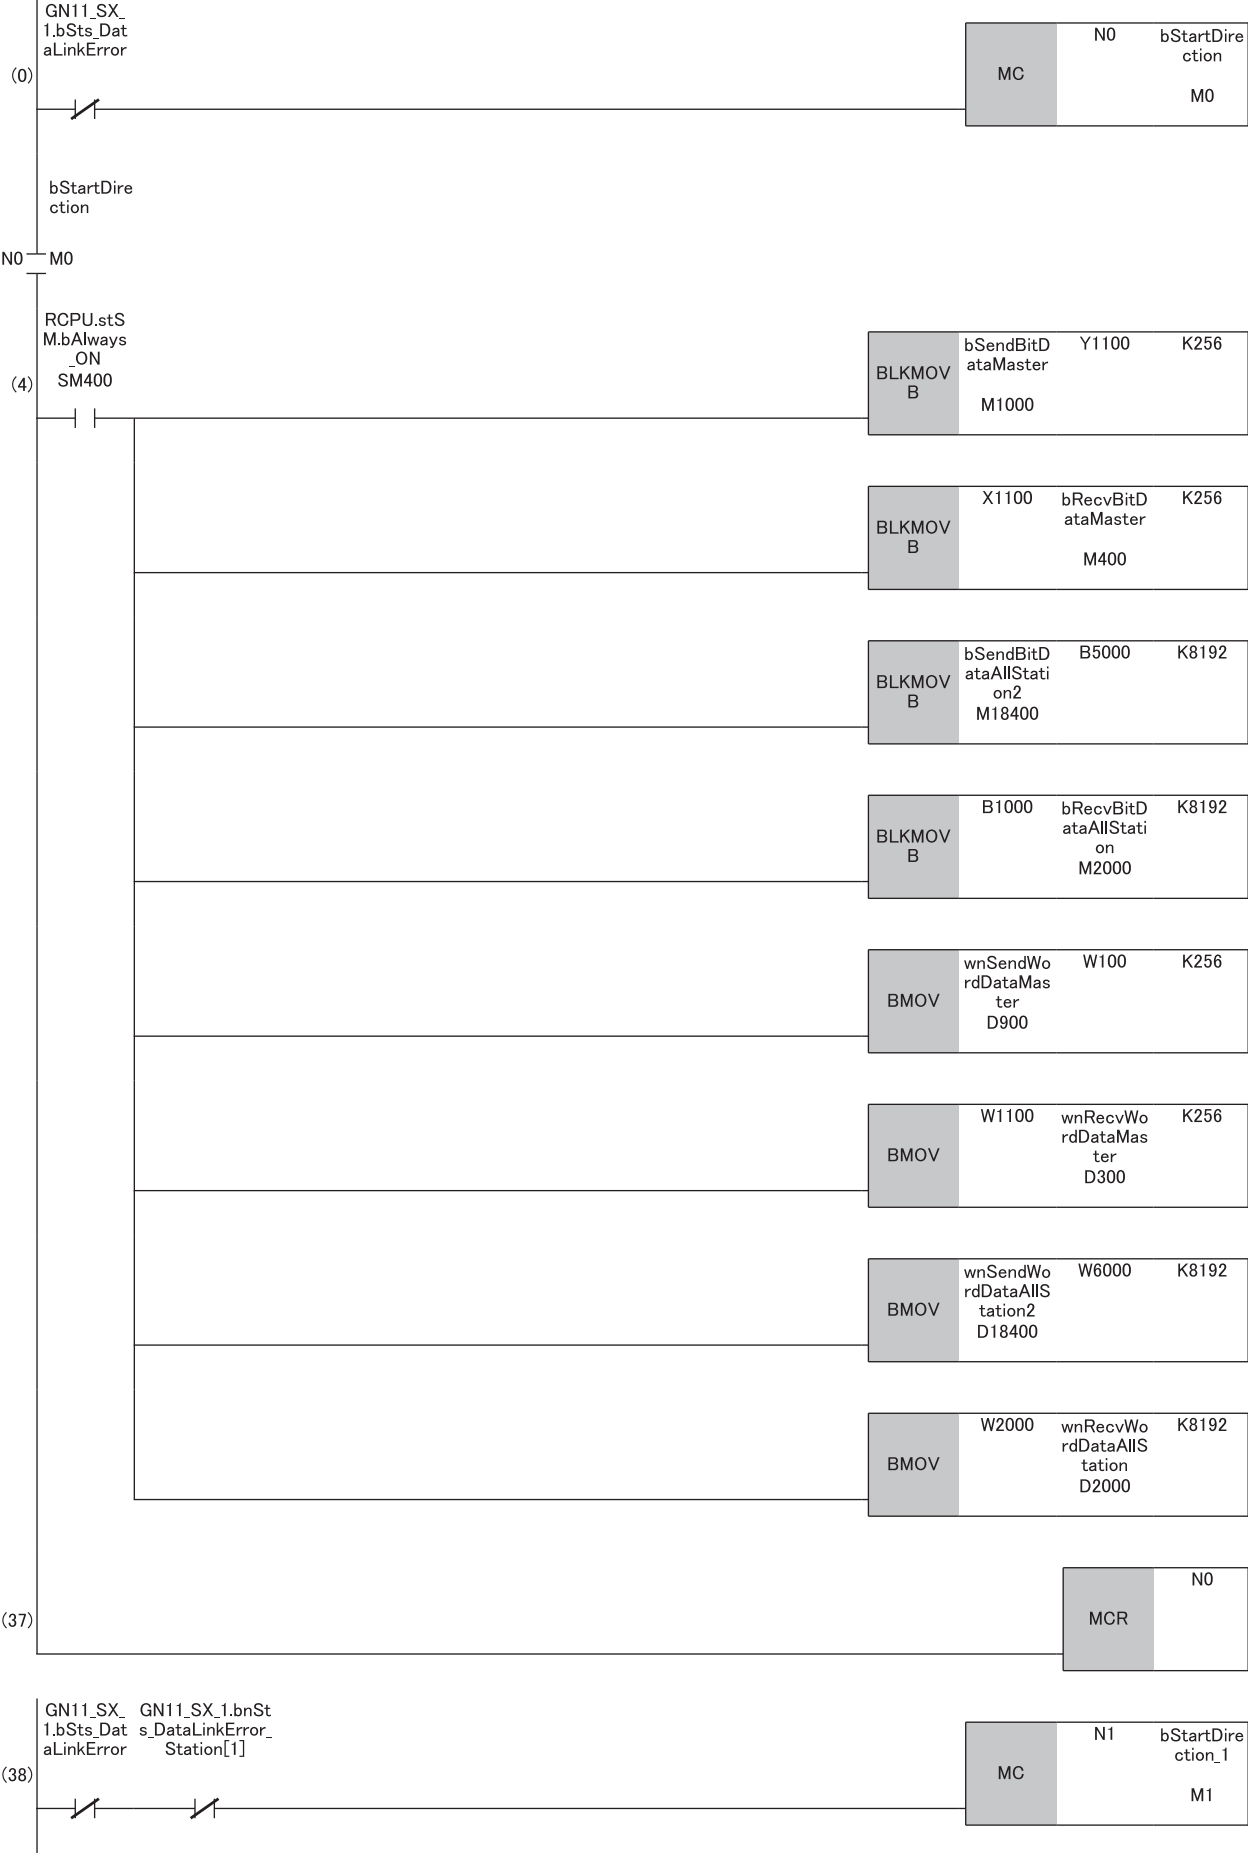 GN11_SX_
1.bSts_Dat
aLinkError
(0)
MC
N0
bStartDire
ction
M0
bStartDire
ction
N0
M0
RCPU.stS
M.bAlways
_ON
SM400
(4)
BLKMOV
B
bSendBitD
ataMaster
M1000
Y1100
K256
BLKMOV
B
X1100
bRecvBitD
ataMaster
M400
K256
BLKMOV
B
bSendBitD
ataAllStati
on2
M18400
B5000
K8192
BLKMOV
B
B1000
bRecvBitD
ataAllStati
on
M2000
K8192
BMOV
wnSendWo
rdDataMas
ter
D900
W100
K256
BMOV
W1100
wnRecvWo
rdDataMas
ter
D300
K256
BMOV
wnSendWo
rdDataAllS
tation2
D18400
W6000
K8192
BMOV
W2000
wnRecvWo
rdDataAllS
tation
D2000
K8192
(37)
MCR
N0
GN11_SX_
1.bSts_Dat
aLinkError
GN11_SX_1.bnSt
s_DataLinkError_
Station[1]
(38)
MC
N1
bStartDire
ction_1
M1